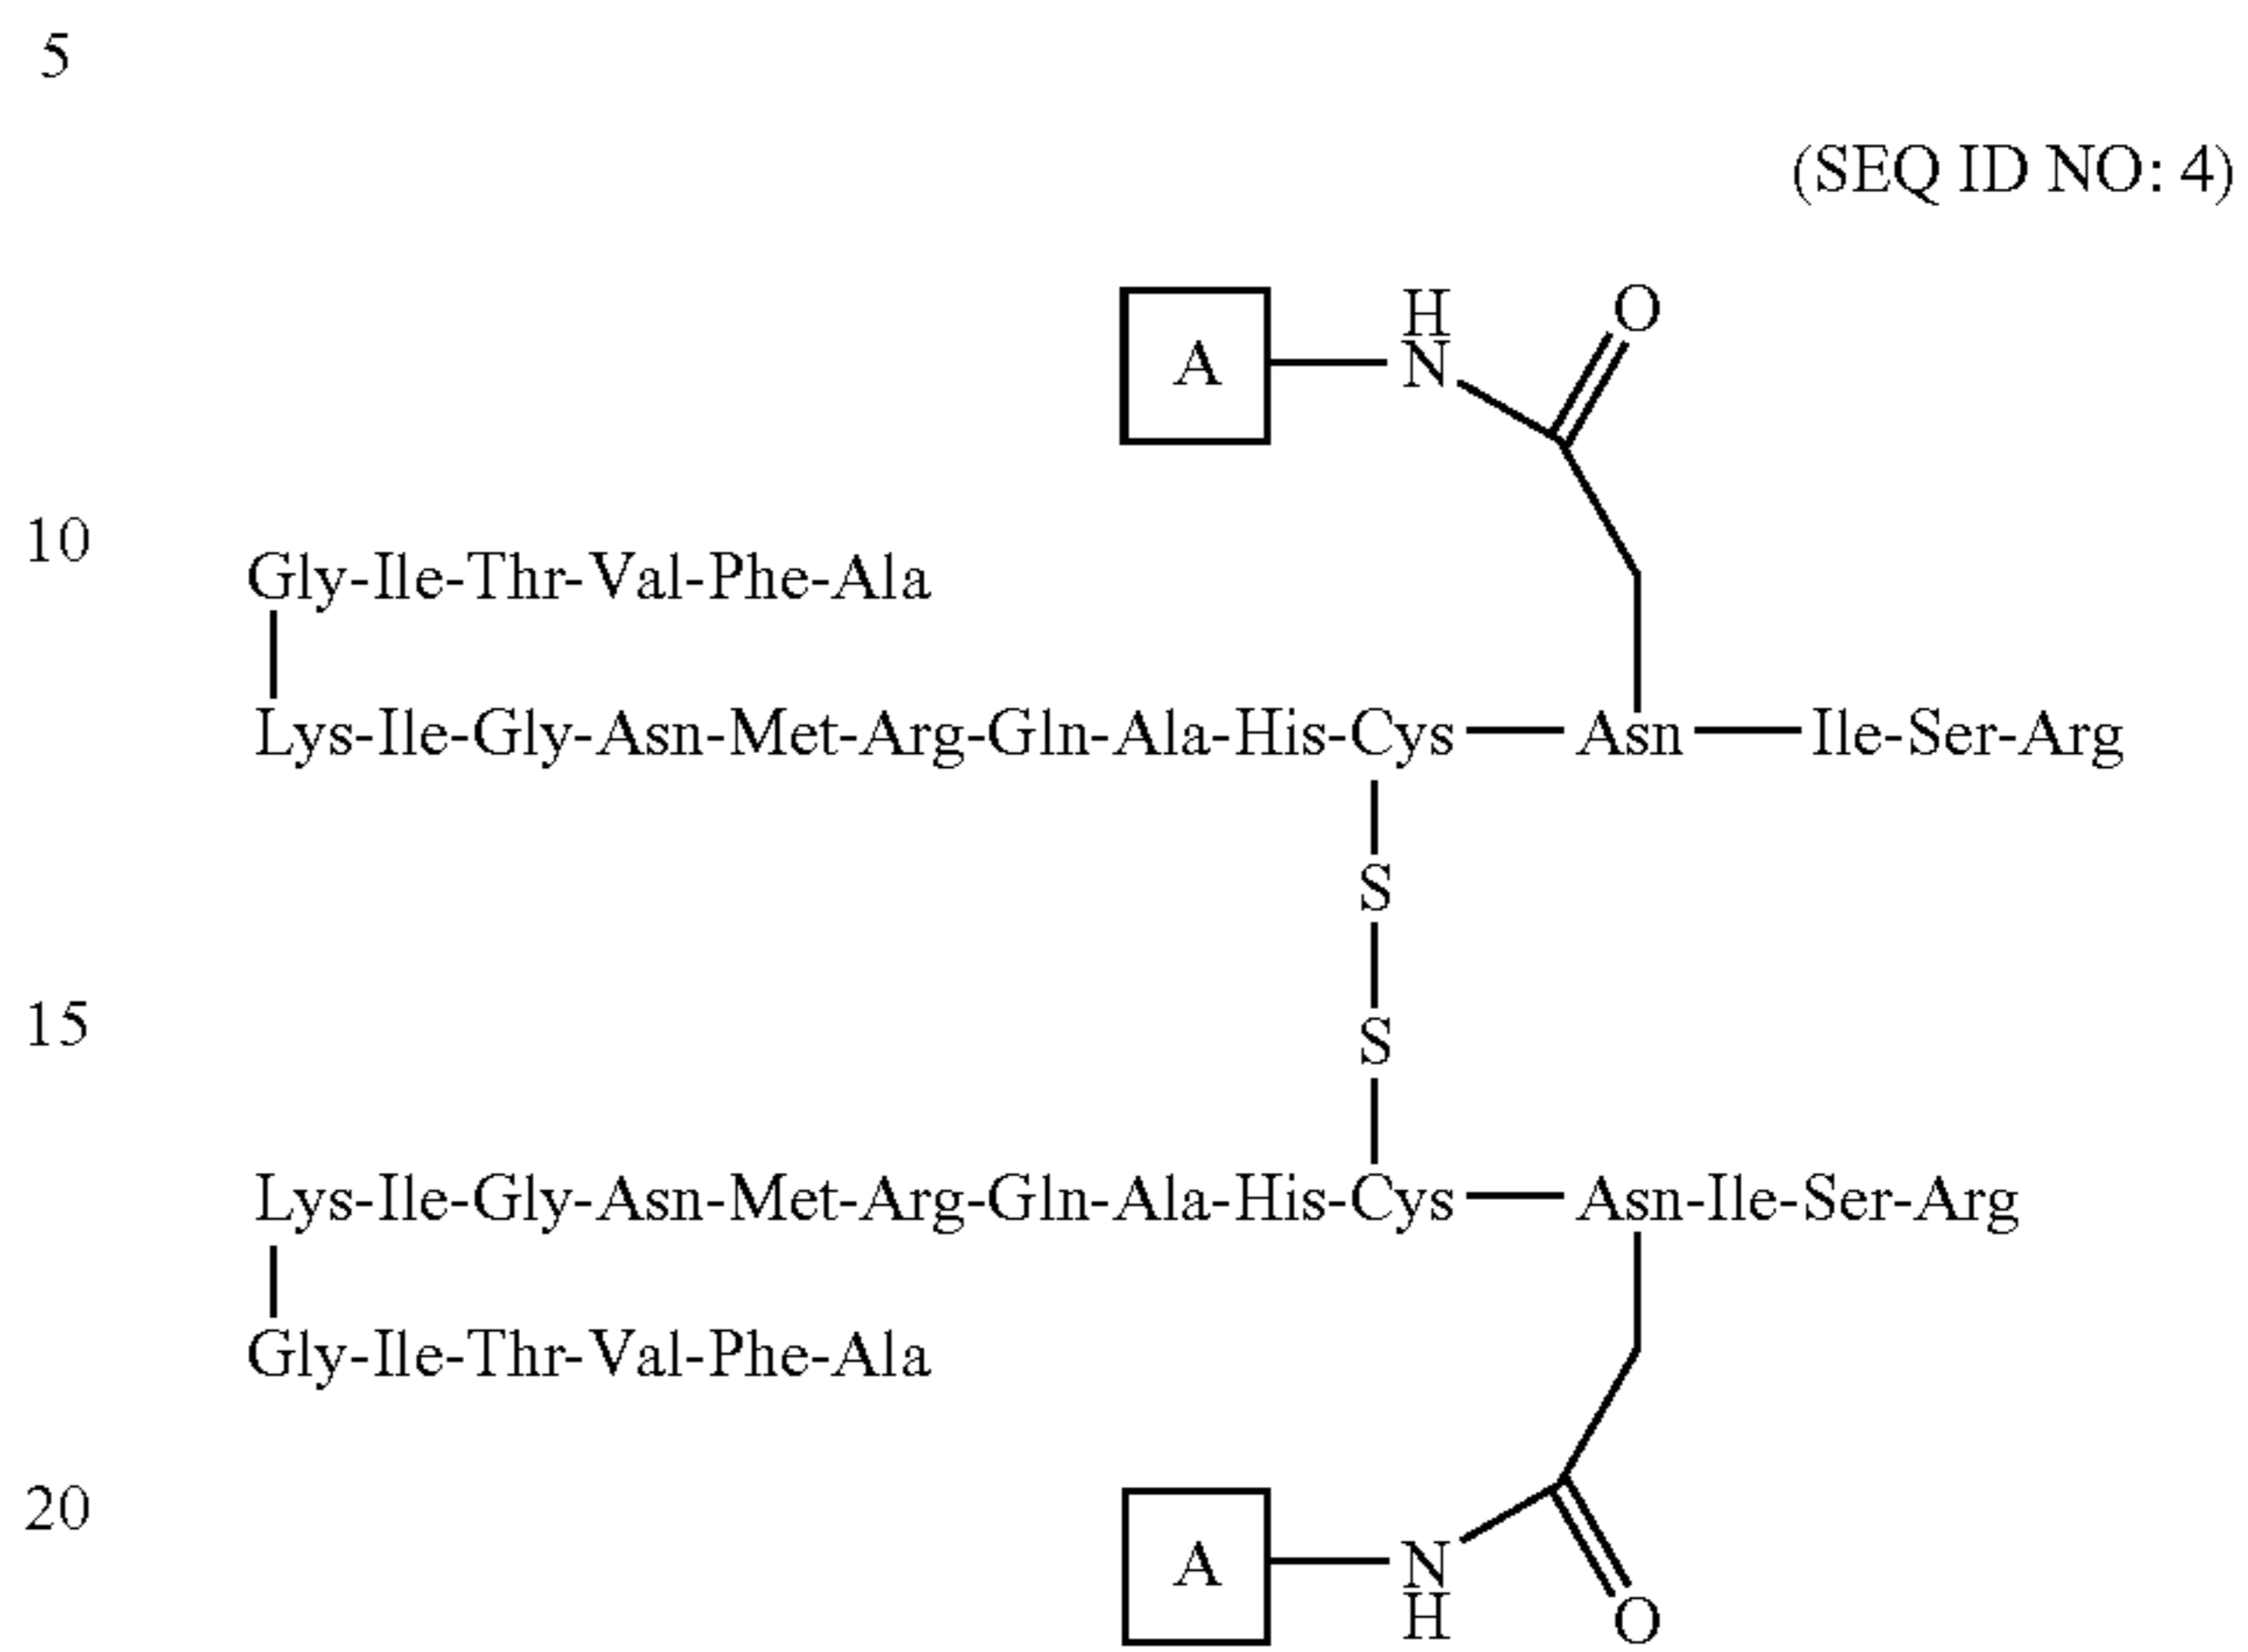 5
(SEQ ID NO: 4)
H O
A N
10
Gly-Ile-Thr-Val-Phe-Ala
Lys-Ile-Gly-Asn-Met-Arg-Gln-Ala-His-Cys Asn Ile-Ser-Arg
S
15
S
Lys-Ile-Gly-Asn-Met-Arg-Gln-Ala-His-Cys Asn-Ile-Ser-Arg
Gly-Ile-Thr-Val-Phe-Ala
20
A N
H O